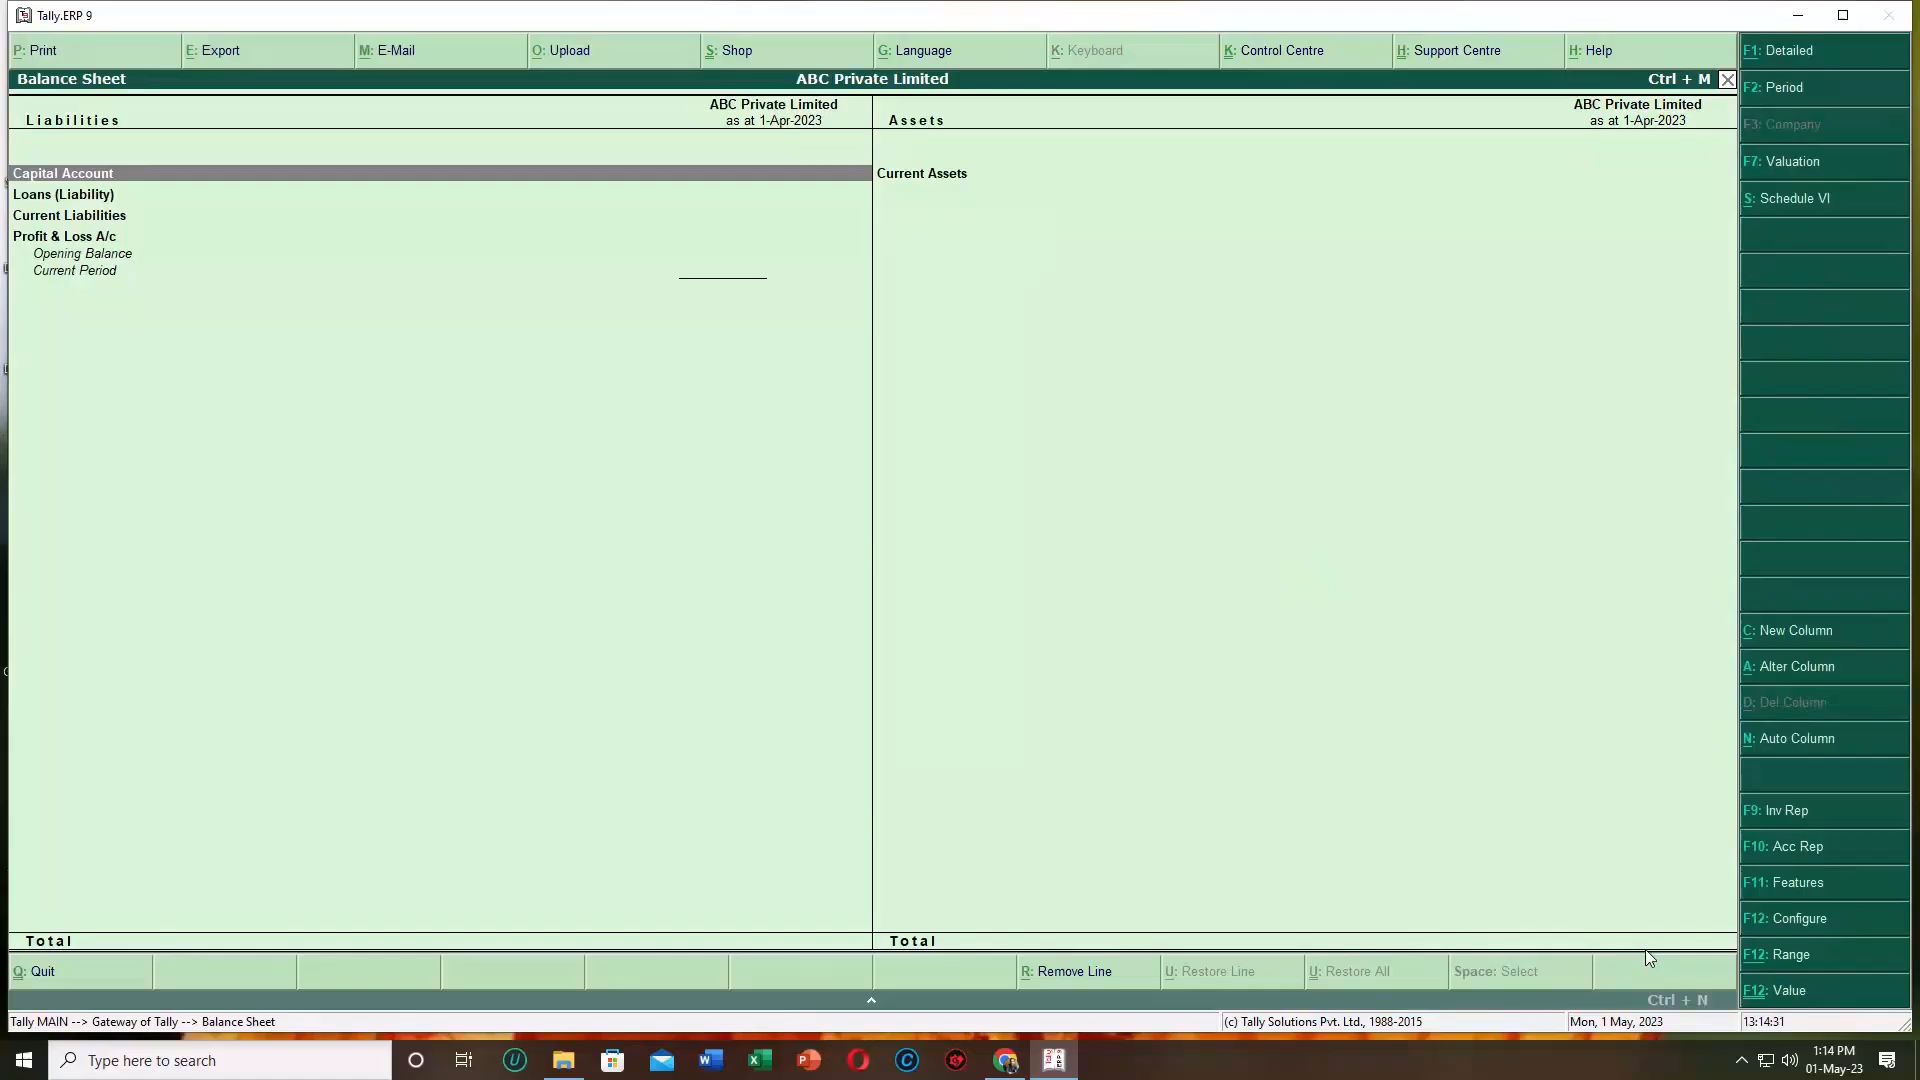 Tally.ERP 9
P: Print
E: Export
M: E-Mail
O: Upload
S: Shop
G: Language
K: Keyboard
K: Control Centre
H: Support Centre
H: Help
Balance Sheet
ABC Private Limited
Ctrl + M
Liabilities
ABC Private Limited
as at 1-Apr-2023
Assets
ABC Private Limited
as at 1-Apr-2023
Capital Account
Loans (Liability)
Current Liabilities
Profit & Loss A/c
Opening Balance
Current Period
Current Assets
Total
Total
F1: Detailed
F2: Period
F3: Company
F7: Valuation
S: Schedule VI
C: New Column
A: Alter Column
D: Del Column
N: Auto Column
F9: Inv Rep
F10: Acc Rep
F11: Features
F12: Configure
F12: Range
F12: Value
Q: Quit
R: Remove Line
U: Restore Line
U: Restore All
Space: Select
Ctrl + N
Tally MAIN --> Gateway of Tally --> Balance Sheet
(c) Tally Solutions Pvt. Ltd., 1988-2015
Mon, 1 May, 2023
13:14:31
Type here to search
1:14 PM
01-May-23